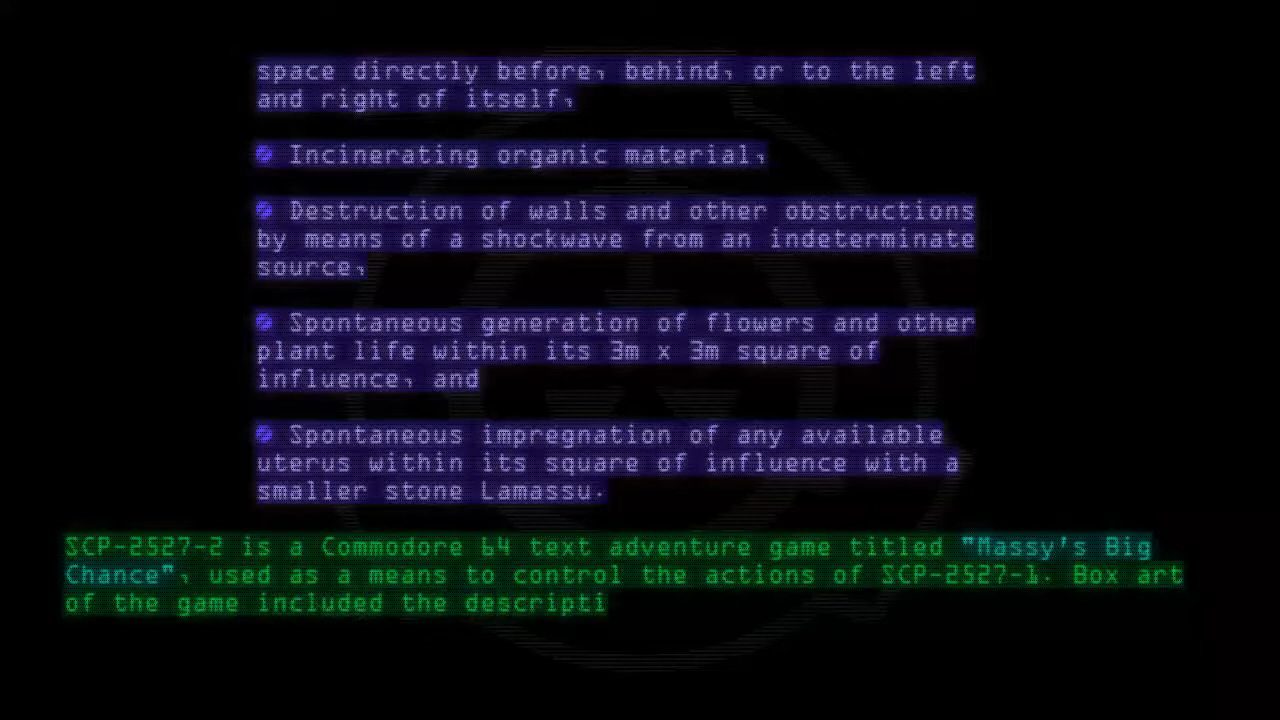 space directly before, behind, or to the left
and right of itself,
• Incinerating organic material,
• Destruction of walls and other obstructions
by means of a shockwave from an indeterminate
source,
• Spontaneous generation of flowers and other
plant life within its 3m x 3m square of
influence, and
• Spontaneous impregnation of any available
uterus within its square of influence with a
smaller stone Lamassu.
SCP-2527-2 is a Commodore 64 text adventure game titled "Massy's Big
Chance", used as a means to control the actions of SCP-2527-1. Box art
of the game included the descripti